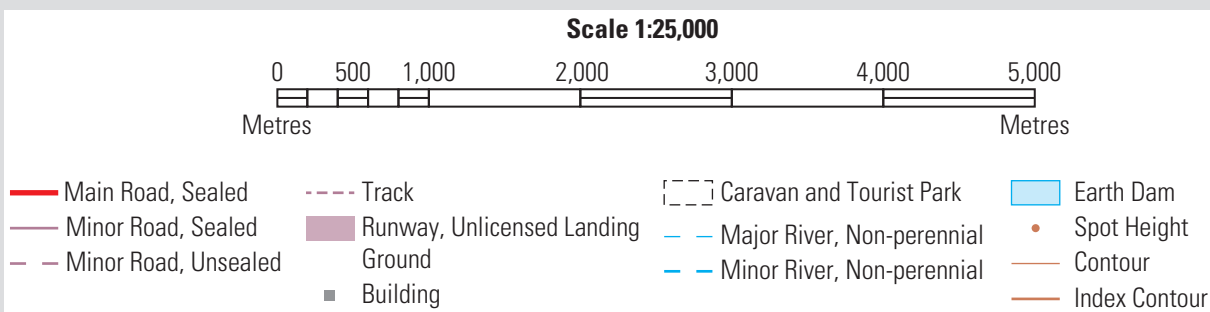 Scale 1:25,000
0 500 1,000 2,000 3,000 4,000 5,000
Metres Metres
Main Road, Sealed
Minor Road, Sealed
Minor Road, Unsealed
Track
Runway, Unlicensed Landing
Ground
Building
Caravan and Tourist Park
Major River, Non-perennial
Minor River, Non-perennial
Earth Dam
Spot Height
Contour
Index Contour